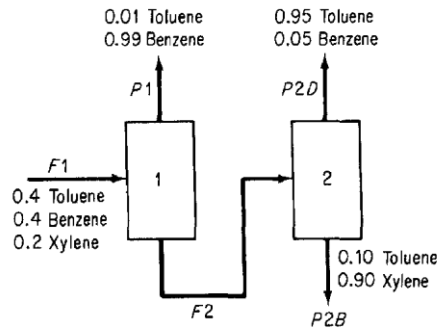 0.01 Toluene
0.99 Benzene
0.95 Toluene
0.05 Benzene
P1
P2D
F1
1
2
0.4 Toluene
0.4 Benzene
0.2 Xylene
0.10 Toluene
0.90 Xylene
F2
P2B